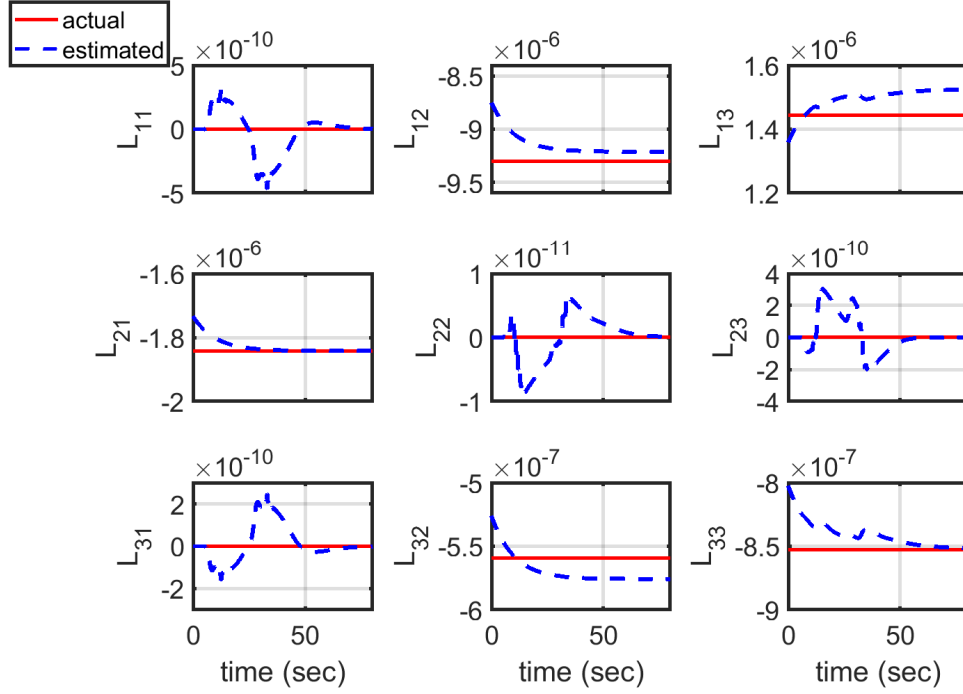 actual
estimated
×10⁻¹⁰
5
0
-5
L₁₁
×10⁻⁶
-8.5
-9
-9.5
L₁₂
×10⁻⁶
1.6
1.4
1.2
L₁₃
×10⁻⁶
-1.6
-1.8
-2
L₂₁
×10⁻¹¹
1
0
-1
L₂₂
×10⁻¹⁰
4
2
0
-2
-4
L₂₃
×10⁻¹⁰
2
0
-2
L₃₁
0 50
time (sec)
×10⁻⁷
-5
-5.5
-6
L₃₂
0 50
time (sec)
×10⁻⁷
-8
-8.5
-9
L₃₃
0 50
time (sec)